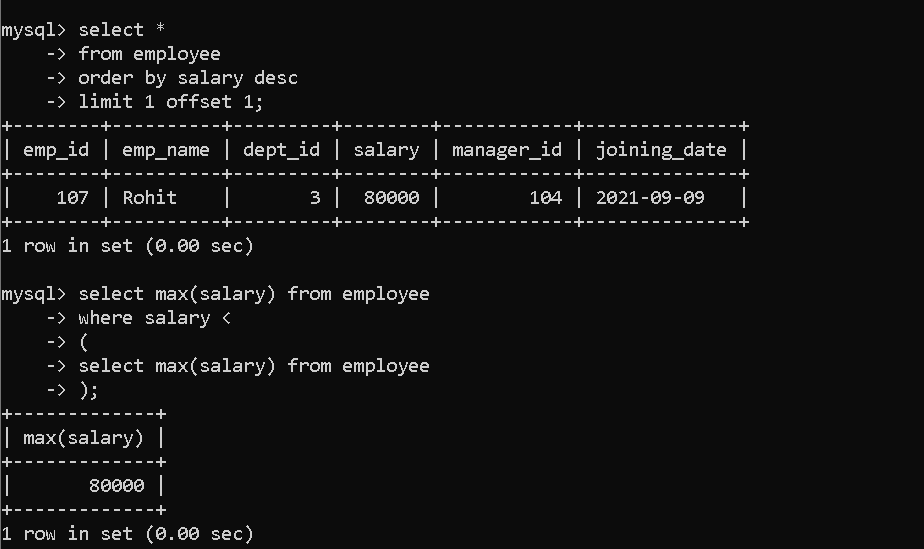 mysql> select *
    -> from employee
    -> order by salary desc
    -> limit 1 offset 1;
+--------+----------+---------+--------+------------+--------------+
| emp_id | emp_name | dept_id | salary | manager_id | joining_date |
+--------+----------+---------+--------+------------+--------------+
|    107 | Rohit    |       3 |  80000 |        104 | 2021-09-09   |
+--------+----------+---------+--------+------------+--------------+
1 row in set (0.00 sec)

mysql> select max(salary) from employee
    -> where salary <
    -> (
    -> select max(salary) from employee
    -> );
+-------------+
| max(salary) |
+-------------+
|       80000 |
+-------------+
1 row in set (0.00 sec)